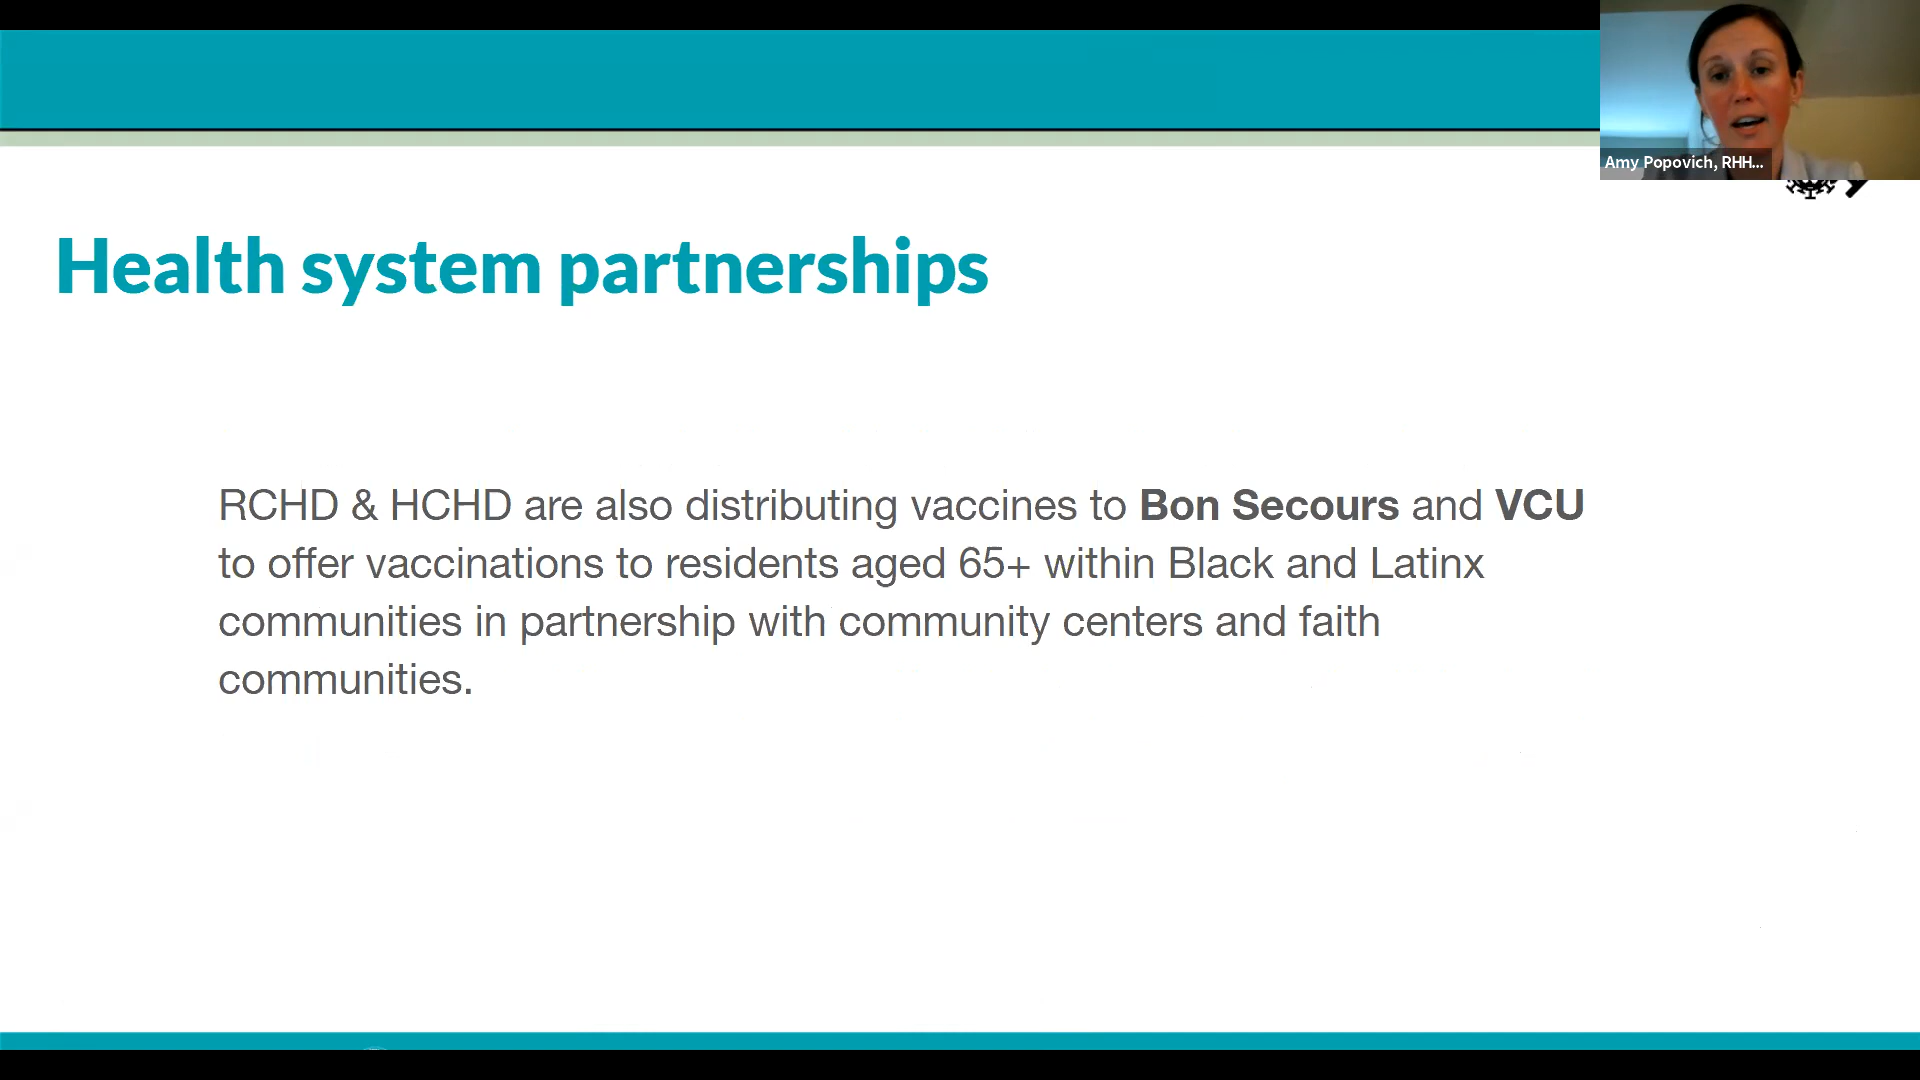 Amy Popovich, RHH...
Health system partnerships
RCHD & HCHD are also distributing vaccines to Bon Secours and VCU
to offer vaccinations to residents aged 65+ within Black and Latinx
communities in partnership with community centers and faith
communities.